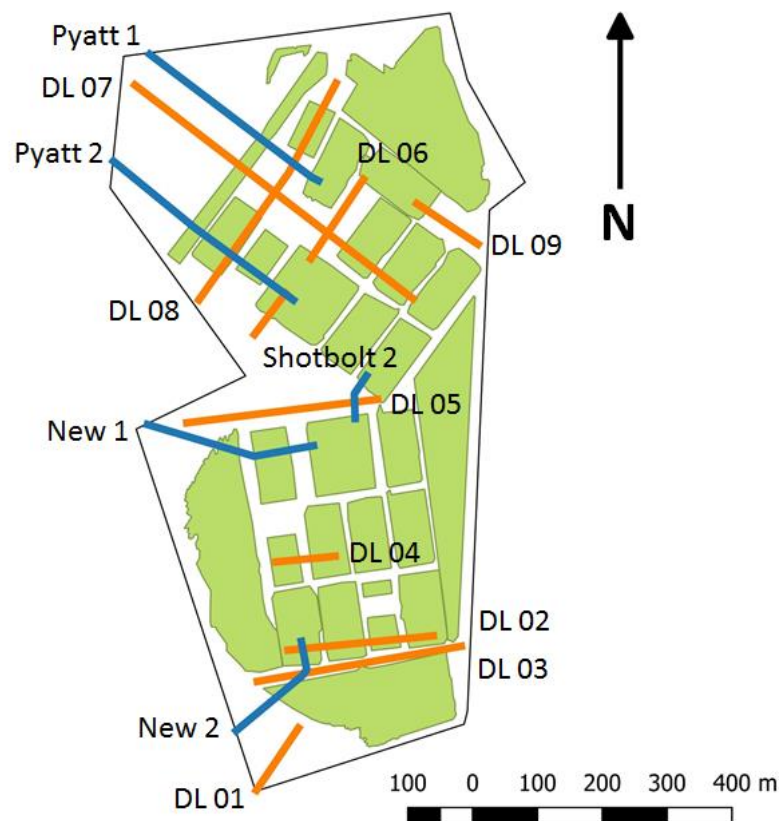 Pyatt 1
DL 07
Pyatt 2
DL 06
N
DL 09
DL 08
Shotbolt 2
DL 05
New 1
DL 04
DL 02
DL 03
New 2
DL 01
100 0 100 200 300 400 m